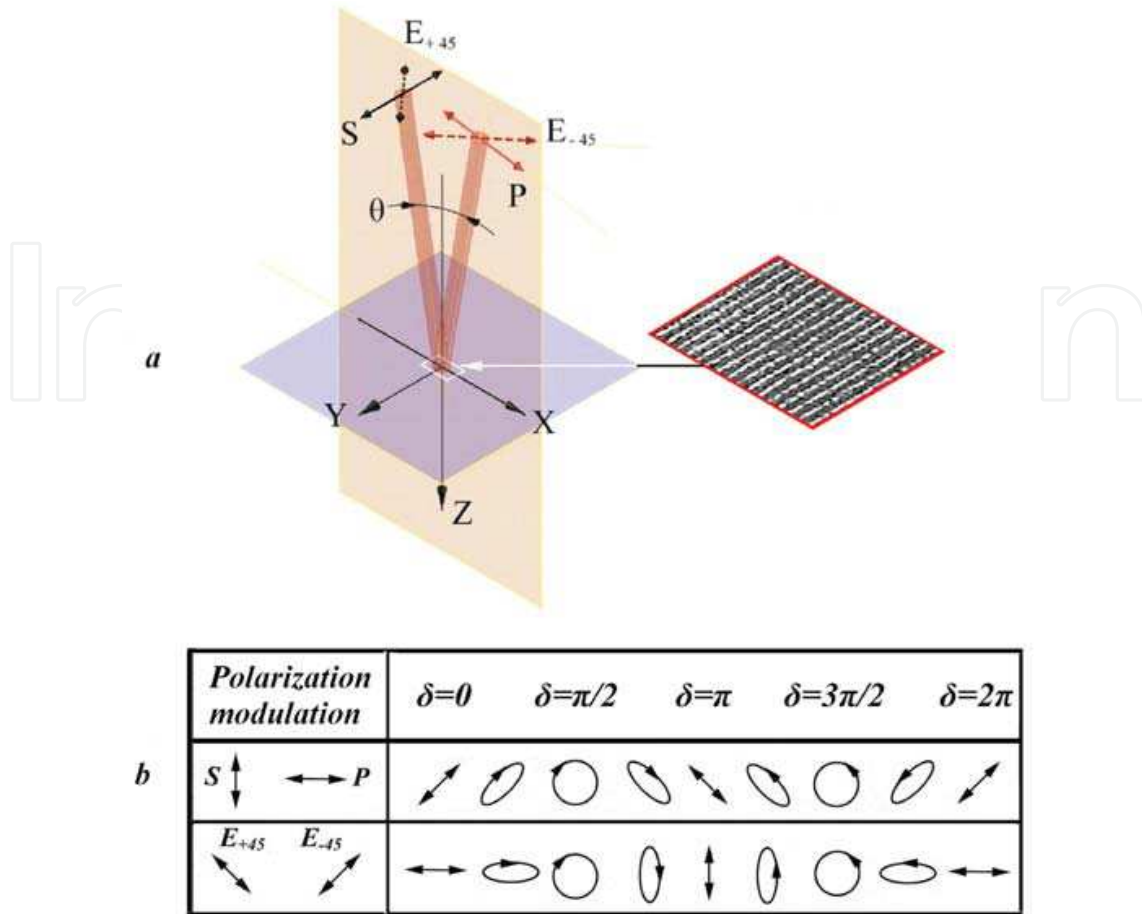 E+45
S
E-45
P
θ
a
Y
X
Z
Polarization modulation
δ=0 δ=π/2 δ=π δ=3π/2 δ=2π
b
S P
E+45 E-45